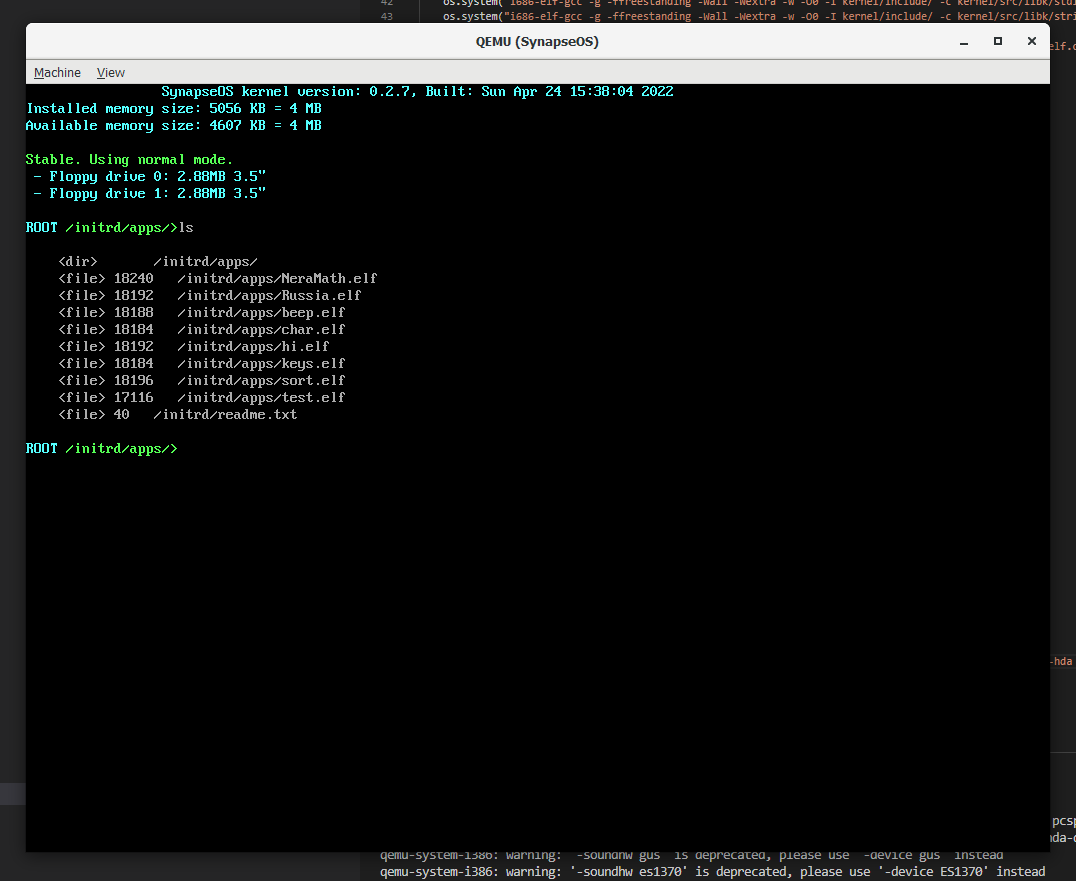 42 os.system("i686-elf-gcc -g -ffreestanding -Wall -Wextra -w -O0 -I kernel/include/ -c kernel/src/libk/
43 os.system("i686-elf-gcc -g -ffreestanding -Wall -Wextra -w -O0 -I kernel/include/ -c kernel/src/libk/
QEMU (SynapseOS)
Machine View
SynapseOS kernel version: 0.2.7, Built: Sun Apr 24 15:38:04 2022
Installed memory size: 5056 KB = 4 MB
Available memory size: 4607 KB = 4 MB
Stable. Using normal mode.
- Floppy drive 0: 2.88MB 3.5"
- Floppy drive 1: 2.88MB 3.5"
ROOT /initrd/apps/>ls
<dir> /initrd/apps/
<file> 18240 /initrd/apps/NeraMath.elf
<file> 18192 /initrd/apps/Russia.elf
<file> 18188 /initrd/apps/beep.elf
<file> 18184 /initrd/apps/char.elf
<file> 18192 /initrd/apps/hi.elf
<file> 18184 /initrd/apps/keys.elf
<file> 18196 /initrd/apps/sort.elf
<file> 17116 /initrd/apps/test.elf
<file> 40 /initrd/readme.txt
ROOT /initrd/apps/>
-hda
qemu-system-i386: warning: '-soundhw gus' is deprecated, please use '-device gus' instead
qemu-system-i386: warning: '-soundhw es1370' is deprecated, please use '-device ES1370' instead